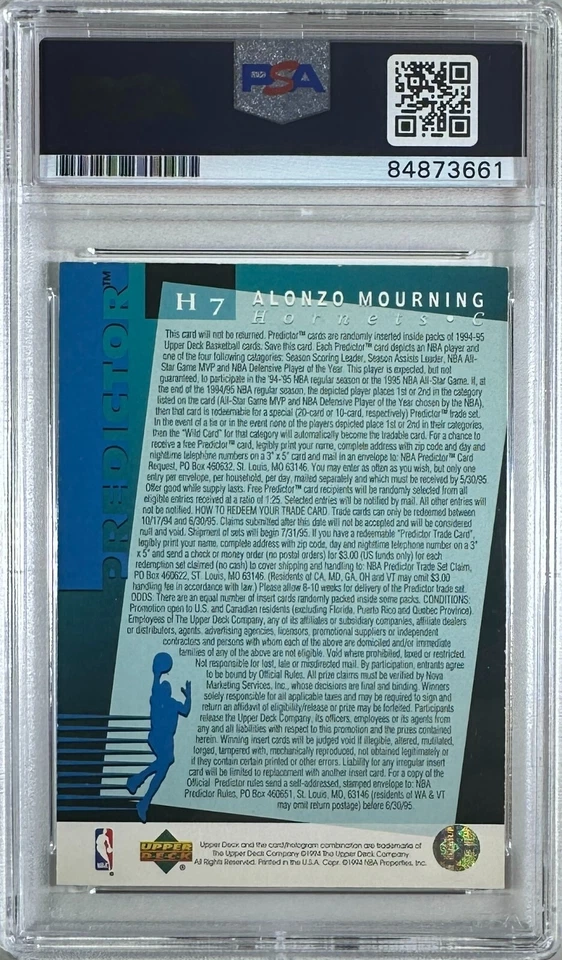 PSA
84873661
PREDICTOR™
H 7 ALONZO MOURNING
Hornets • C
This card will not be returned. Predictor™ cards are randomly inserted inside packs of 1994-95
Upper Deck Basketball cards. Save this card. Each Predictor™ card depicts an NBA player and
one of the four following categories: Season Scoring Leader, Season Assists Leader, NBA All-
Star Game MVP and NBA Defensive Player of the Year. This player is expected, but not
guaranteed, to participate in the '94-'95 NBA regular season or the 1995 NBA All-Star Game. If, at
the end of the 1994/95 NBA season, the depicted player places 1st or 2nd in the category
listed on the card (All-Star Game MVP and NBA Defensive Player of the Year chosen by the NBA),
then that card is redeemable for a special (20-card or 10-card, respectively) Predictor™ trade set.
In the event of a tie or in the event none of the players depicted place 1st or 2nd in their categories,
then the "Wild Card" for that category will automatically become the tradable card. For a chance to
receive a free Predictor™ card, legibly print your name, complete address with zip code and day and
nighttime telephone numbers on a 3" x 5" card and mail in an envelope to: NBA Predictor™ Card
Request, PO Box 460632, St. Louis, MO 63146. You may enter as often as you wish, but only one
entry per envelope, per household, per day, mailed separately and which must be received by 5/30/95.
Offer good while supply lasts. Free Predictor™ card recipients will be randomly selected from all
eligible entries received at a ratio of 1:25. Selected entries will be notified by mail. All other entries will
not be notified. HOW TO REDEEM YOUR TRADE CARD. Trade cards can only be redeemed between
10/17/94 and 6/30/95. Claims submitted after this date will not be accepted and will be considered
null and void. Shipment of sets will begin 7/31/95. If you have a redeemable "Predictor Trade Card",
legibly print your name, complete address with zip code, day and nighttime telephone number on a 3"
x 5" and send a check or money order (no postal orders) for $3.00 (US funds only) for each
redemption set claimed (no cash) to cover shipping and handling to: NBA Predictor Trade Set Claim,
PO Box 460622, ST. Louis, MO 63146. (Residents of CA, MD, GA, OH and VT may omit $3.00
handling fee in accordance with law.) Please allow 8-10 weeks for delivery of the Predictor trade set.
ODDS. There are an equal number of insert cards randomly packed inside some packs. CONDITIONS:
Promotion open to U.S. and Canadian residents (excluding Florida, Puerto Rico and Quebec Province).
Employees of The Upper Deck Company, any of its affiliates or subsidiary companies, affiliate dealers
or distributors, agents, advertising agencies, licensors, promotional suppliers or independent
contractors and persons with whom each of the above are domiciled and/or immediate
families of any of the above are not eligible. Void where prohibited, taxed or restricted.
Not responsible for lost, late or misdirected mail. By participation, entrants agree
to be bound by Official Rules. All prize claims must be verified by Nova
Marketing Services, Inc., whose decisions are final and binding. Winners
solely responsible for all applicable taxes and may be required to sign and
return an affidavit of eligibility/release or prize may be forfeited. Participants
release the Upper Deck Company, its officers, employees or its agents from
any and all liabilities with respect to this promotion and the prizes contained
herein. Winning insert cards will be judged void if illegible, altered, mutilated,
forged, tampered with, mechanically reproduced, not obtained legitimately or
if they contain certain printed or other errors. Liability for any irregular insert
card will be limited to replacement with another insert card. For a copy of the
Official Predictor rules send a self-addressed, stamped envelope to: NBA
Predictor Rules, PO Box 460651, St. Louis, MO, 63146 (residents of WA & VT
may omit return postage) before 6/30/95.
NBA
UPPER
DECK
®
Upper Deck and the card/hologram combination are trademarks of
The Upper Deck Company ©1994 The Upper Deck Company.
All Rights Reserved. Printed in the U.S.A. Copr. ©1994 NBA Properties, Inc.